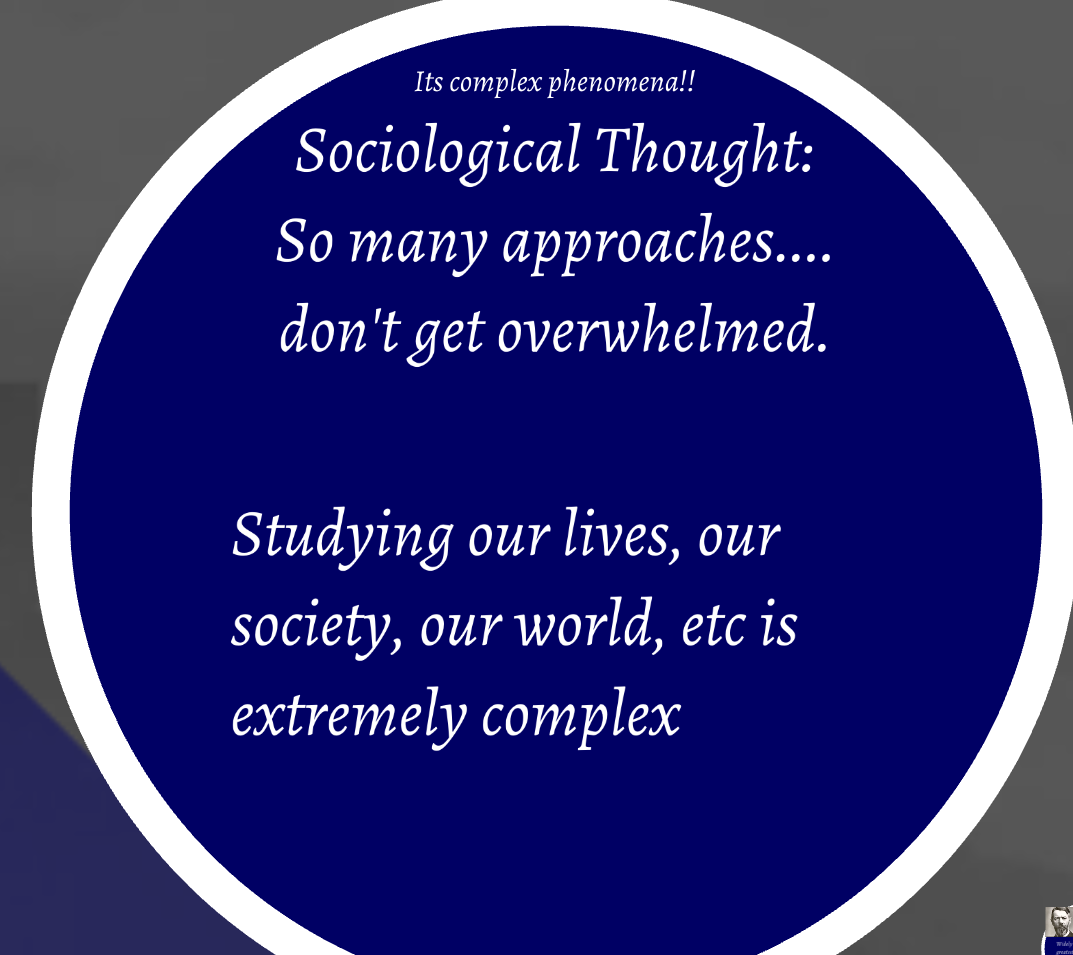 Its complex phenomena!!
Sociological Thought:
So many approaches....
don't get overwhelmed.
Studying our lives, our
society, our world, etc is
extremely complex
Widely